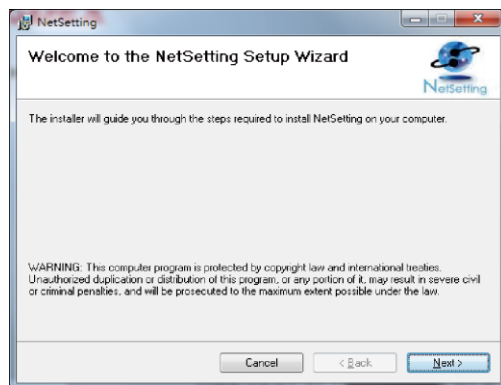 NetSetting
Welcome to the NetSetting Setup Wizard
NetSetting
The installer will guide you through the steps required to install NetSetting on your computer.
WARNING: This computer program is protected by copyright law and international treaties.
Unauthorized duplication or distribution of this program, or any portion of it, may result in severe civil
or criminal penalties, and will be prosecuted to the maximum extent possible under the law.
Cancel
< Back
Next >